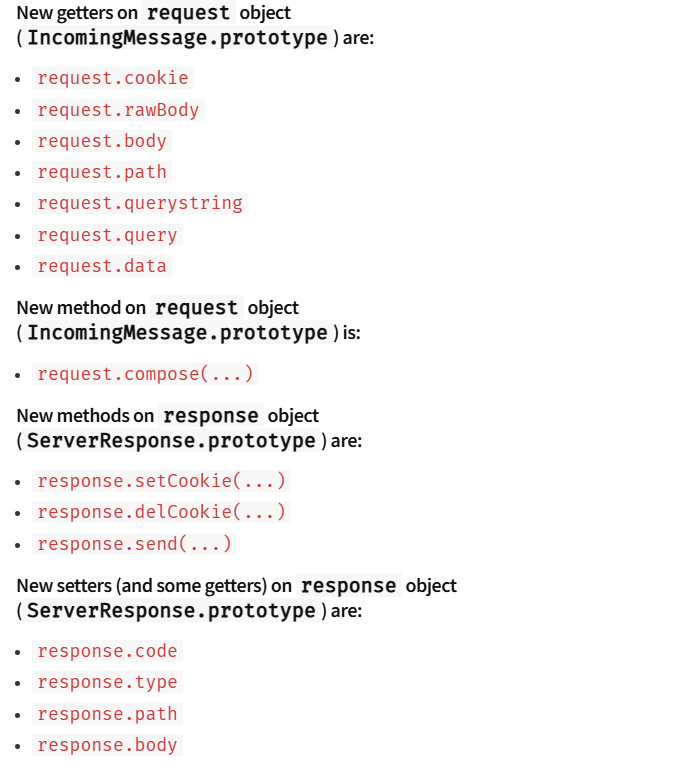 New getters on request object
(IncomingMessage.prototype) are:
• request.cookie
• request.rawBody
• request.body
• request.path
• request.querystring
• request.query
• request.data
New method on request object
(IncomingMessage.prototype) is:
• request.compose(...)
New methods on response object
(ServerResponse.prototype) are:
• response.setCookie(...)
• response.delCookie(...)
• response.send(...)
New setters (and some getters) on response object
(ServerResponse.prototype) are:
• response.code
• response.type
• response.path
• response.body